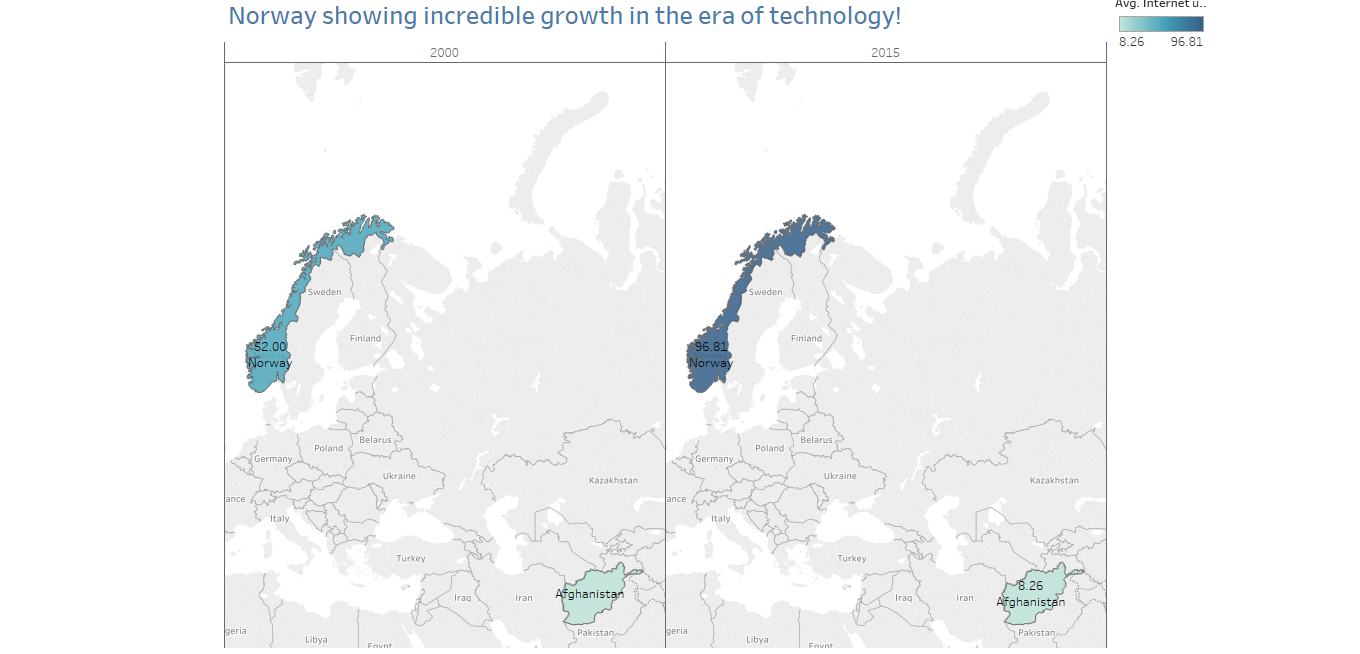 Norway showing incredible growth in the era of technology!
Avg. Internet u..
8.26 96.81
2000
2015
Sweden
Finland
52.00
Norway
Belarus
Poland
Germany
Ukraine
Kazakhstan
ance
Italy
Turkey
Afghanistan
Iraq
Iran
Pakistan
geria
Libya
Egypt
Sweden
Finland
96.81
Norway
Belarus
Poland
Germany
Ukraine
Kazakhstan
ance
Italy
Turkey
8.26
Afghanistan
Iraq
Iran
Pakistan
geria
Libya
Egypt